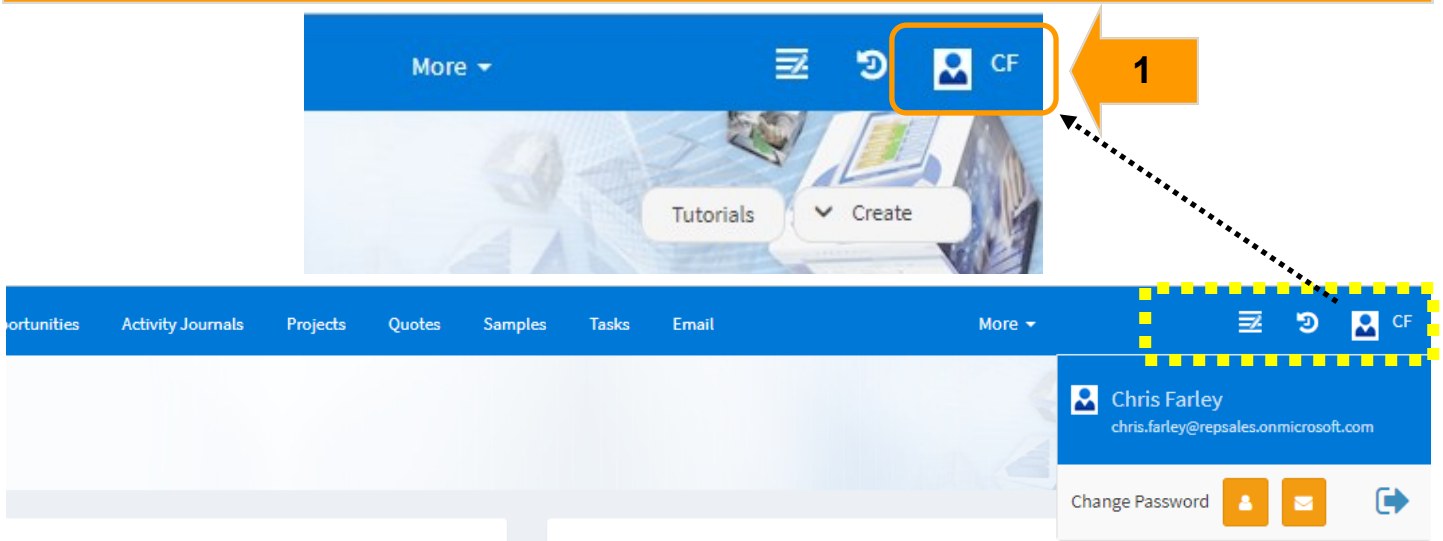 More
CF
1
Tutorials
Create
portunities Activity Journals Projects Quotes Samples Tasks Email More CF
Chris Farley
chris.farley@repsales.onmicrosoft.com
Change Password